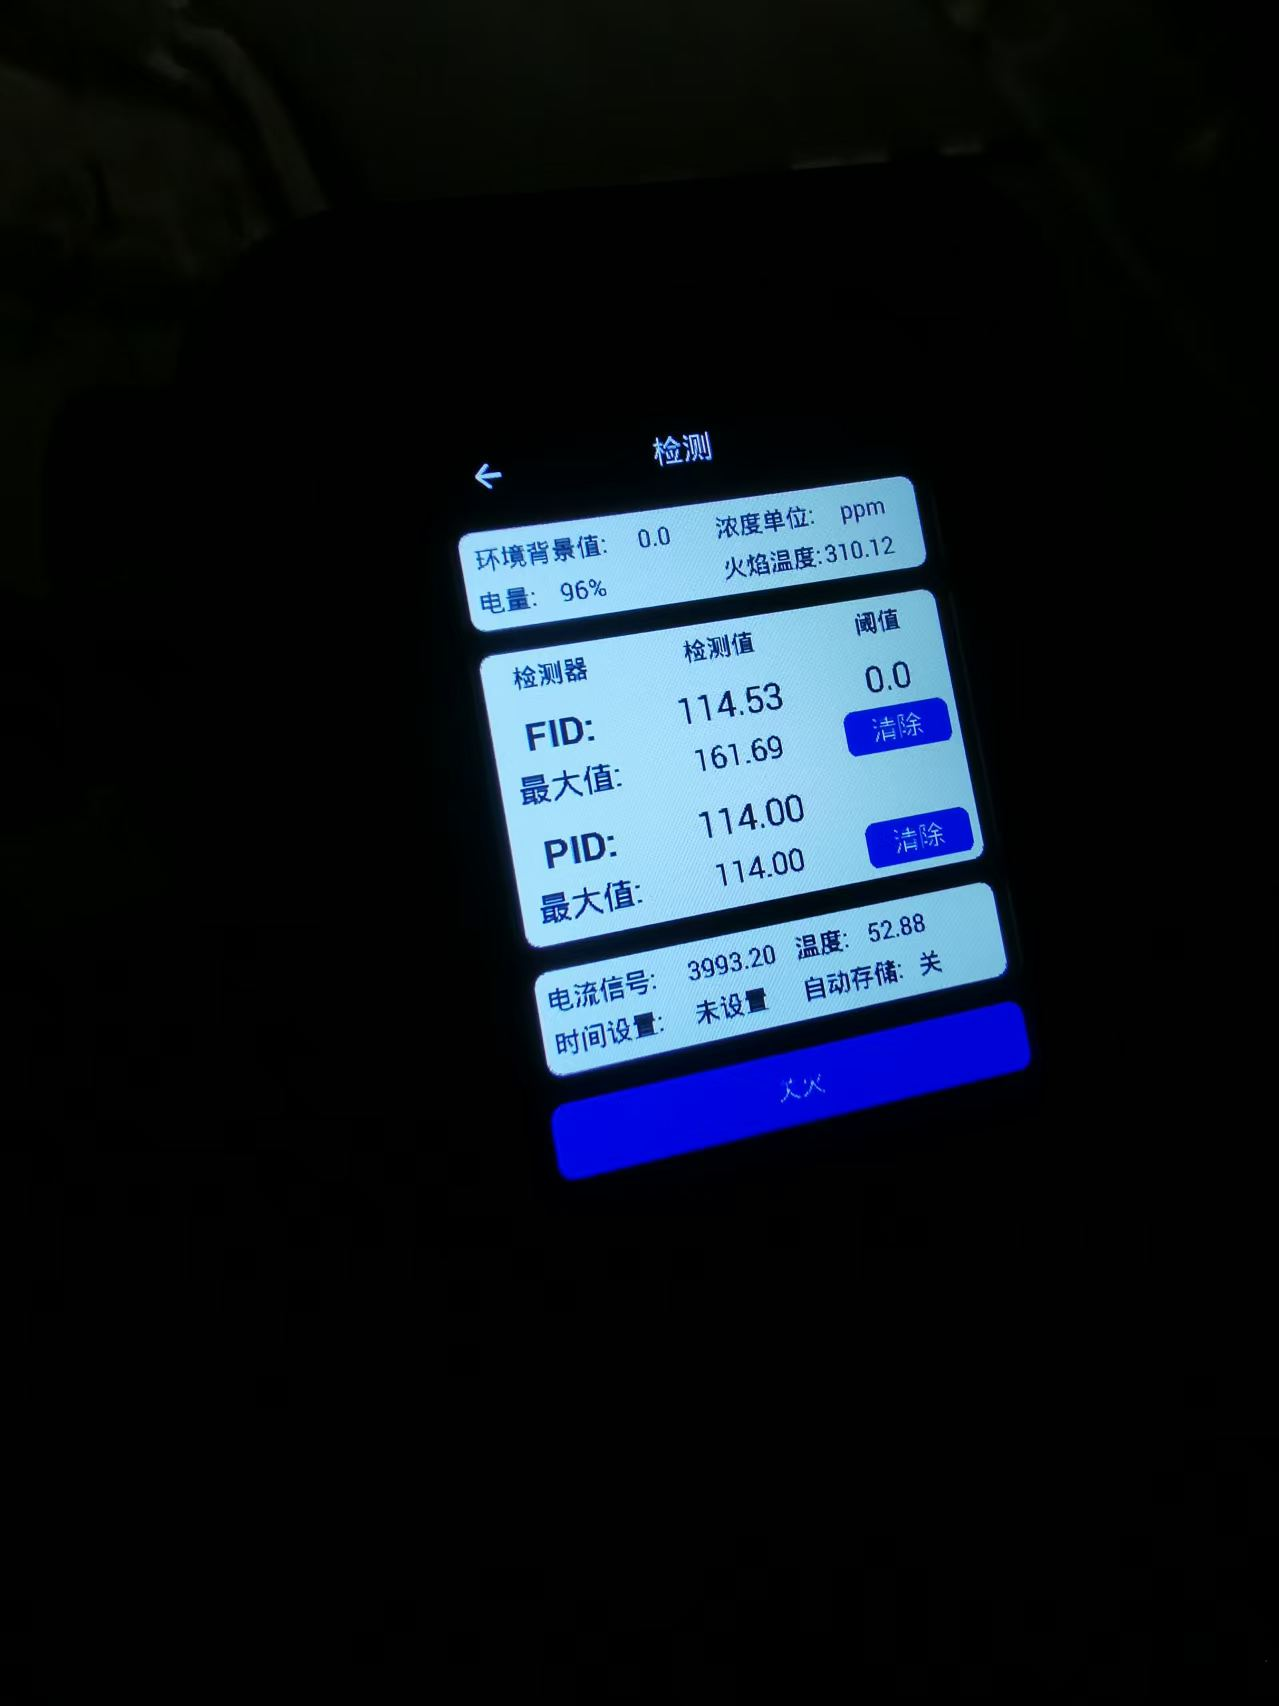 检测
环境背景值: 0.0 浓度单位: ppm
电量: 96% 火焰温度:310.12
检测器 检测值 阈值
FID: 114.53 0.0
最大值: 161.69 清除
PID: 114.00
最大值: 114.00 清除
电流信号: 3993.20 温度: 52.88
时间设置: 未设置 自动存储: 关